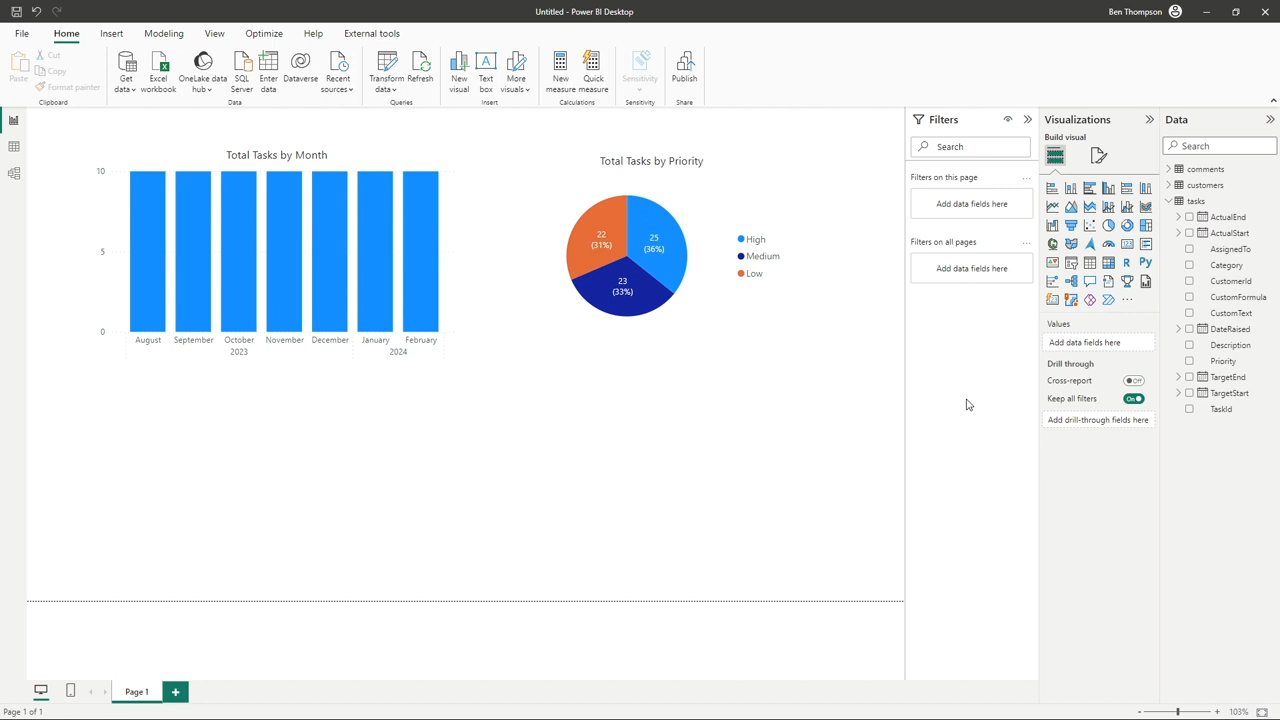 Untitled - Power BI Desktop
Ben Thompson
File Home Insert Modeling View Optimize Help External tools
Paste
Cut
Copy
Format painter
Clipboard
Get data
Excel workbook
OneLake data hub
SQL Server
Enter data
Dataverse
Recent sources
Data
Transform data
Refresh
Queries
New visual
Text box
More visuals
Insert
New measure
Quick measure
Calculations
Sensitivity
Sensitivity
Publish
Share
Total Tasks by Month
10
5
0
August September October November December January February
2023 2024
Total Tasks by Priority
22
(31%)
25
(36%)
23
(33%)
High
Medium
Low
Filters
Search
Filters on this page
Add data fields here
Filters on all pages
Add data fields here
Visualizations
Build visual
R
Py
Values
Add data fields here
Drill through
Cross-report Off
Keep all filters On
Add drill-through fields here
Data
Search
comments
customers
tasks
ActualEnd
ActualStart
AssignedTo
Category
CustomerId
CustomFormula
CustomText
DateRaised
Description
Priority
TargetEnd
TargetStart
TaskId
Page 1
Page 1 of 1
103%